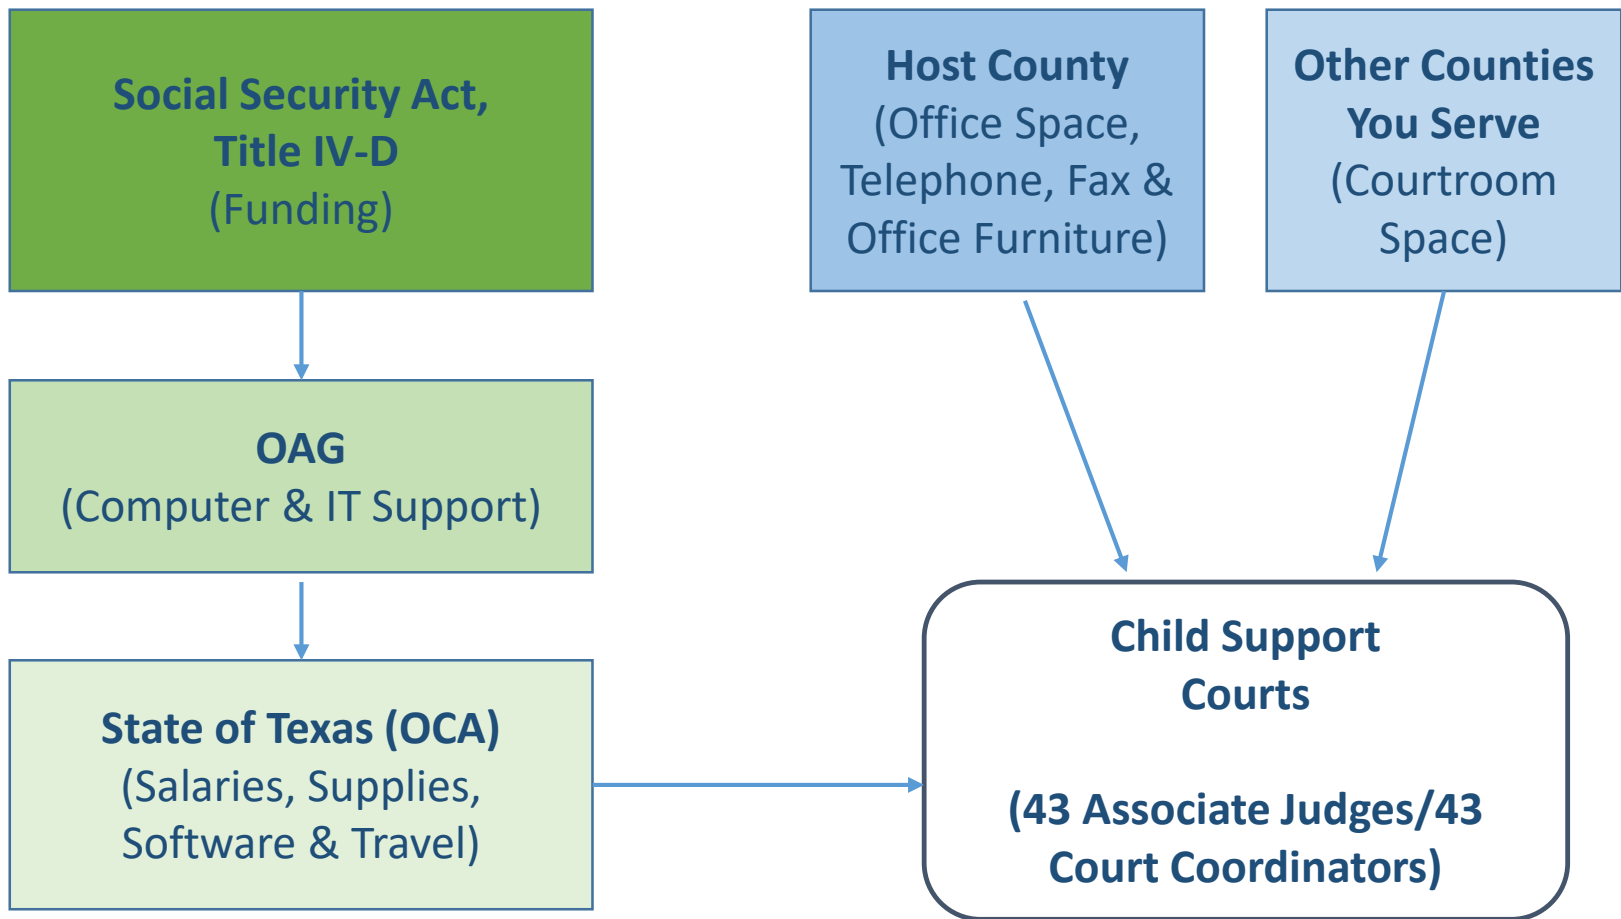 Social Security Act,
Title IV-D
(Funding)
Host County
(Office Space,
Telephone, Fax &
Office Furniture)
Other Counties
You Serve
(Courtroom
Space)
OAG
(Computer & IT Support)
State of Texas (OCA)
(Salaries, Supplies,
Software & Travel)
Child Support
Courts
(43 Associate Judges/43
Court Coordinators)